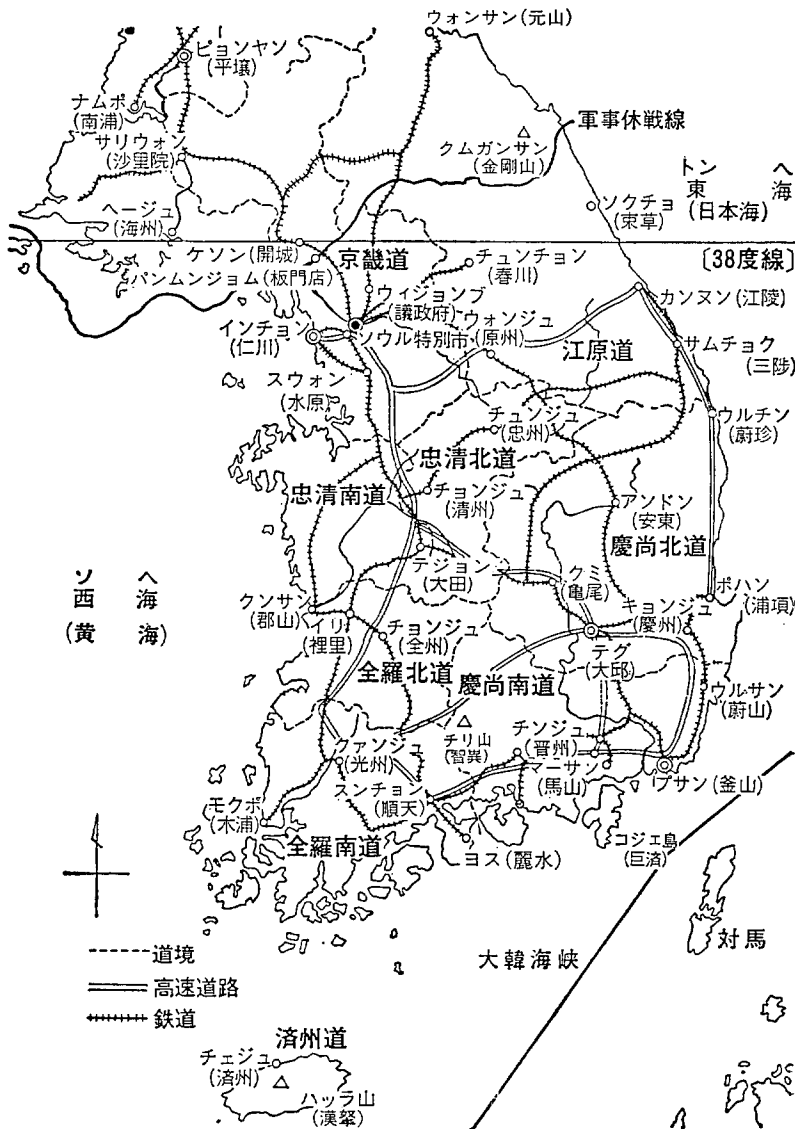 ウォンサン(元山)
ピョンヤン
(平壌)
ナムポ
(南浦)
軍事休戦線
サリウォン
(沙里院)
クムガンサン
(金剛山)
トンヘ
東海
(日本海)
ソクチョ
(束草)
ヘージュ
(海州)
ケソン(開城)
京畿道
チュンチョン
(春川)
〔38度線〕
パンムンジョム(板門店)
ウィジョンブ
(議政府)
カンヌン(江陵)
インチョン
(仁川)
ソウル特別市
ウォンジュ
(原州)
江原道
サムチョク
(三陟)
スウォン
(水原)
チュンジュ
(忠州)
ウルチン
(蔚珍)
忠清北道
忠清南道
チョンジュ
(清州)
アンドン
(安東)
慶尚北道
テジョン
(大田)
クミ
(亀尾)
ポハン
(浦項)
ソヘ
西海
(黄海)
クンサン
(郡山)
イリ
(裡里)
チョンジュ
(全州)
キョンジュ
(慶州)
テグ
(大邱)
全羅北道
慶尚南道
ウルサン
(蔚山)
チリ山
(智異)
クァンジュ
(光州)
チンジュ
(晋州)
マーサン
(馬山)
プサン(釜山)
スンチョン
(順天)
モクポ
(木浦)
全羅南道
ヨス(麗水)
コジェ島
(巨済)
対馬
大韓海峡
道境
高速道路
鉄道
済州道
チェジュ
(済州)
ハッラ山
(漢拏)